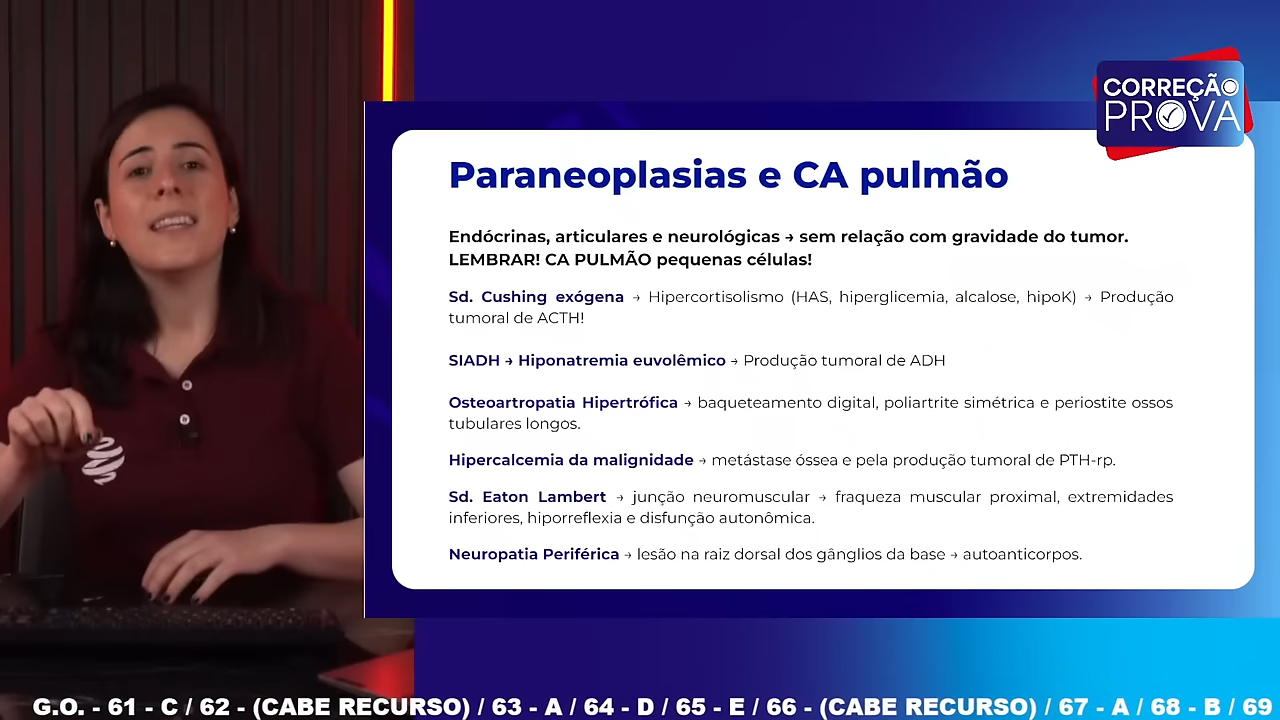 CORREÇÃO
PROVA
Paraneoplasias e CA pulmão
Endócrinas, articulares e neurológicas → sem relação com gravidade do tumor.
LEMBRAR! CA PULMÃO pequenas células!
Sd. Cushing exógena → Hipercortisolismo (HAS, hiperglicemia, alcalose, hipoK) → Produção
tumoral de ACTH!
SIADH → Hiponatremia euvolêmico → Produção tumoral de ADH
Osteoartropatia Hipertrófica → baqueteamento digital, poliartrite simétrica e periostite ossos
tubulares longos.
Hipercalcemia da malignidade → metástase óssea e pela produção tumoral de PTH-rp.
Sd. Eaton Lambert → junção neuromuscular → fraqueza muscular proximal, extremidades
inferiores, hiporreflexia e disfunção autonômica.
Neuropatia Periférica → lesão na raiz dorsal dos gânglios da base → autoanticorpos.
G.O. - 61 - C / 62 - (CABE RECURSO) / 63 - A / 64 - D / 65 - E / 66 - (CABE RECURSO) / 67 - A / 68 - B / 69